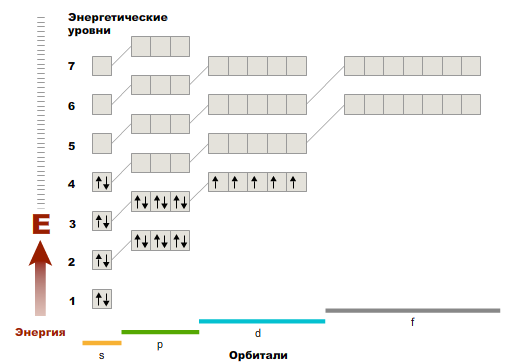 Энергетические
уровни
7
6
5
4
3
2
1
E
Энергия
s
p
d
f
Орбитали